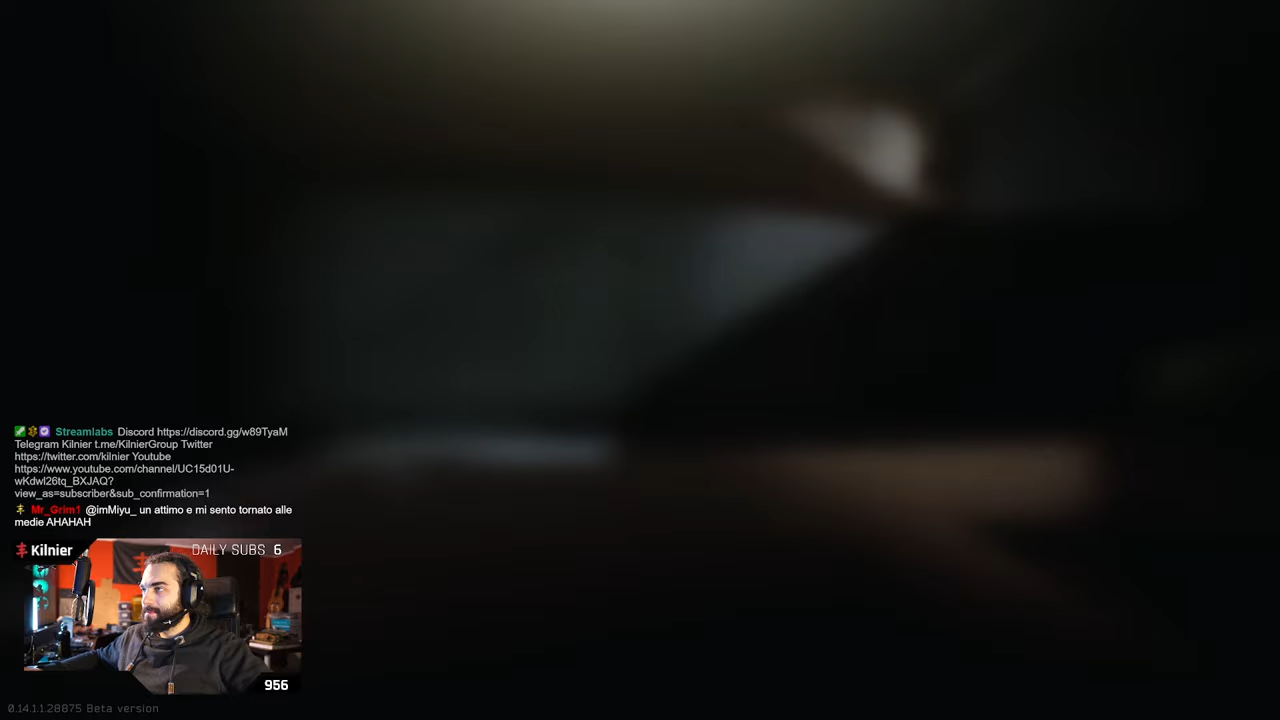 Streamlabs Discord https://discord.gg/w89TyaM
Telegram Kilnier t.me/KilnierGroup Twitter
https://twitter.com/kilnier Youtube
https://www.youtube.com/channel/UC15d01U-
wKdwl26tq_BXJAQ?
view_as=subscriber&sub_confirmation=1
Mr_Grim1 @imMiyu_ un attimo e mi sento tornato alle
medie AHAHAH
Kilnier DAILY SUBS 6
956
0.14.1.1.28875 Beta version